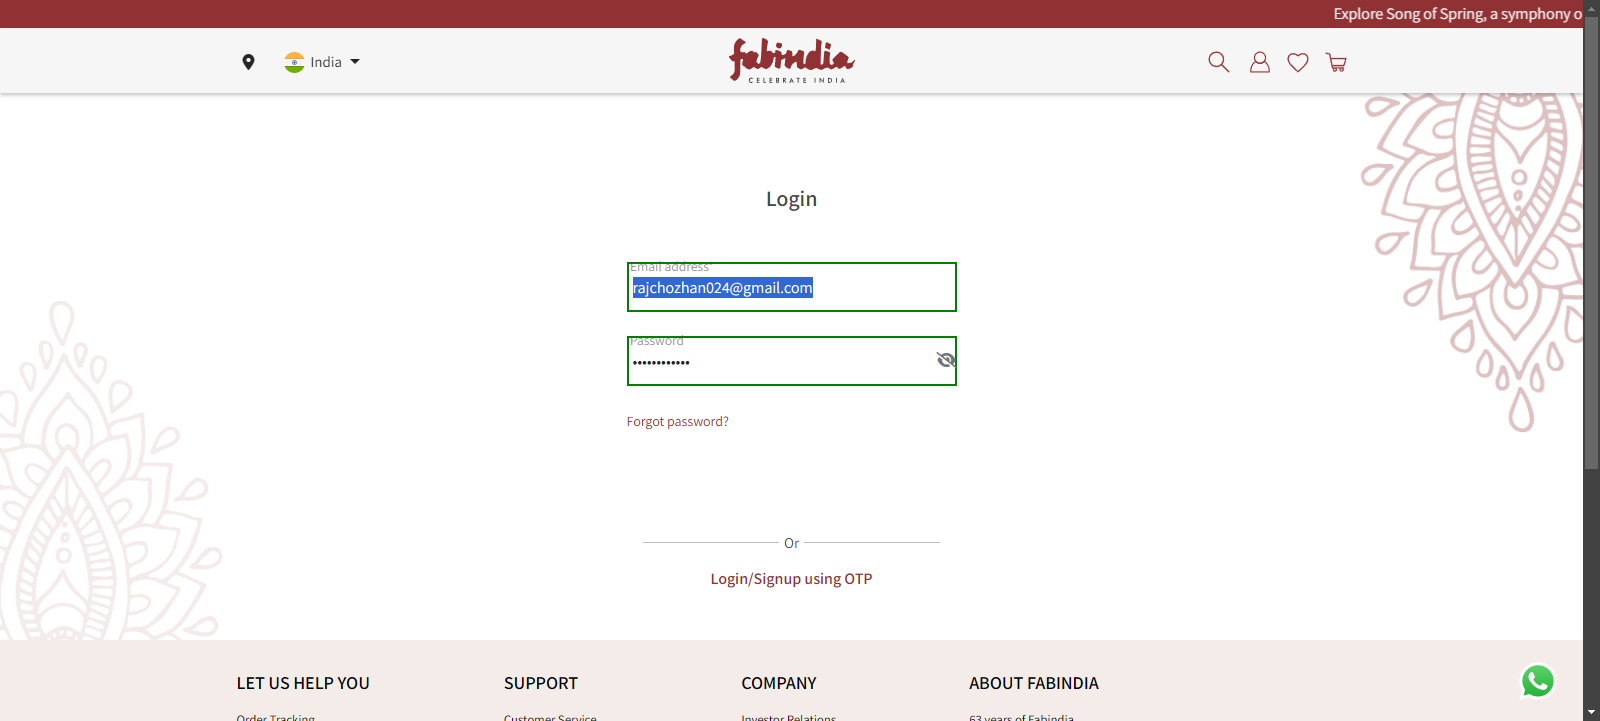 Explore Song of Spring, a symphony o
India
fabindia
CELEBRATE INDIA
Login
Email address*
rajchozhan024@gmail.com
Password
••••••••••••
Forgot password?
Or
Login/Signup using OTP
LET US HELP YOU
SUPPORT
COMPANY
ABOUT FABINDIA
Order Tracking
Customer Service
Investor Relations
63 years of Fabindia